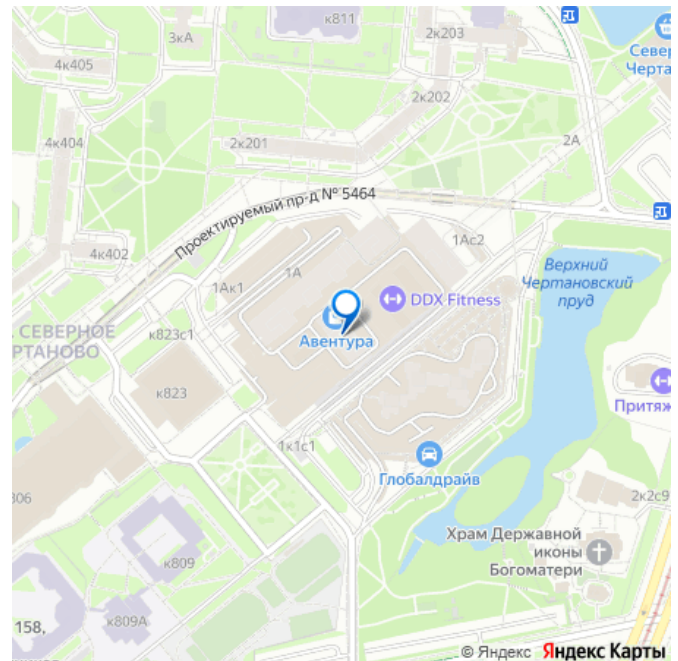 к811
3кА
2к203
Север
Черта
4к405
2к202
4к404
2к201
2А
Проектируемый пр-д № 5464
4к402
1Ас2
Верхний
Чертановский
пруд
1А
1Ак1
DDX Fitness
СЕВЕРНОЕ
РТАНОВО
к823с1
Авентура
к823
Притяж
1к1с1
Глобалдрайв
806
2к2с9
Храм Державной
иконы
Богоматери
к809
к809А
158,
© Яндекс Яндекс Карты